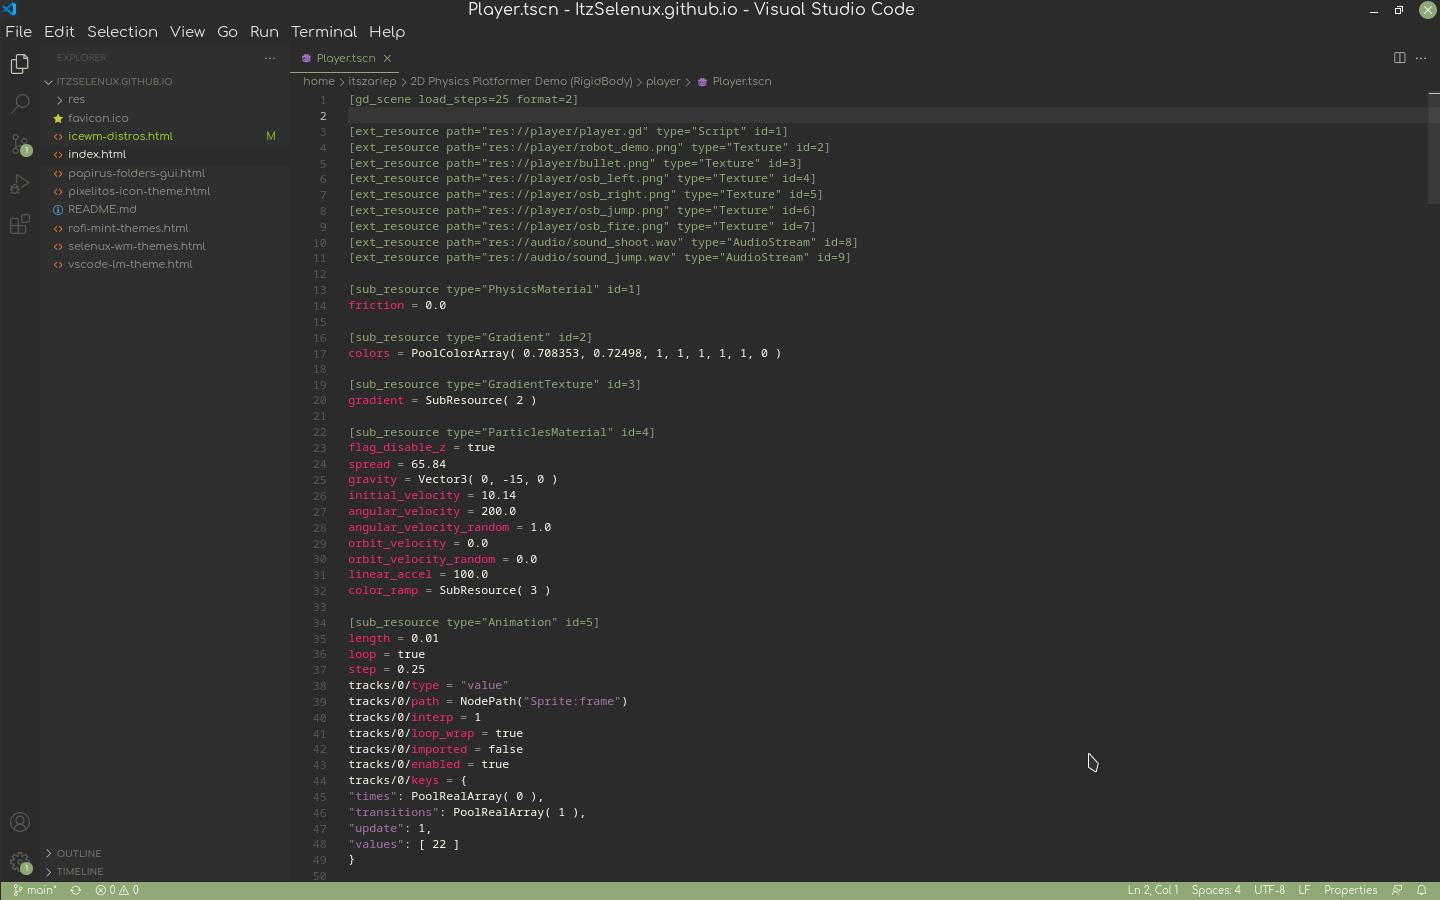 Player.tscn - ItzSelenux.github.io - Visual Studio Code
File Edit Selection View Go Run Terminal Help
EXPLORER
Player.tscn
ITZSELENUX.GITHUB.IO
home > itszariep > 2D Physics Platformer Demo (RigidBody) > player > Player.tscn
res
favicon.ico
icewm-distros.html M
index.html
papirus-folders-gui.html
pixelitos-icon-theme.html
README.md
rofi-mint-themes.html
selenux-wm-themes.html
vscode-lm-theme.html
1
1
OUTLINE
TIMELINE
1 [gd_scene load_steps=25 format=2]
2
3 [ext_resource path="res://player/player.gd" type="Script" id=1]
4 [ext_resource path="res://player/robot_demo.png" type="Texture" id=2]
5 [ext_resource path="res://player/bullet.png" type="Texture" id=3]
6 [ext_resource path="res://player/osb_left.png" type="Texture" id=4]
7 [ext_resource path="res://player/osb_right.png" type="Texture" id=5]
8 [ext_resource path="res://player/osb_jump.png" type="Texture" id=6]
9 [ext_resource path="res://player/osb_fire.png" type="Texture" id=7]
10 [ext_resource path="res://audio/sound_shoot.wav" type="AudioStream" id=8]
11 [ext_resource path="res://audio/sound_jump.wav" type="AudioStream" id=9]
12
13 [sub_resource type="PhysicsMaterial" id=1]
14 friction = 0.0
15
16 [sub_resource type="Gradient" id=2]
17 colors = PoolColorArray( 0.708353, 0.72498, 1, 1, 1, 1, 1, 0 )
18
19 [sub_resource type="GradientTexture" id=3]
20 gradient = SubResource( 2 )
21
22 [sub_resource type="ParticlesMaterial" id=4]
23 flag_disable_z = true
24 spread = 65.84
25 gravity = Vector3( 0, -15, 0 )
26 initial_velocity = 10.14
27 angular_velocity = 200.0
28 angular_velocity_random = 1.0
29 orbit_velocity = 0.0
30 orbit_velocity_random = 0.0
31 linear_accel = 100.0
32 color_ramp = SubResource( 3 )
33
34 [sub_resource type="Animation" id=5]
35 length = 0.01
36 loop = true
37 step = 0.25
38 tracks/0/type = "value"
39 tracks/0/path = NodePath("Sprite:frame")
40 tracks/0/interp = 1
41 tracks/0/loop_wrap = true
42 tracks/0/imported = false
43 tracks/0/enabled = true
44 tracks/0/keys = {
45 "times": PoolRealArray( 0 ),
46 "transitions": PoolRealArray( 1 ),
47 "update": 1,
48 "values": [ 22 ]
49 }
50
main* 0 0 Ln 2, Col 1 Spaces: 4 UTF-8 LF Properties